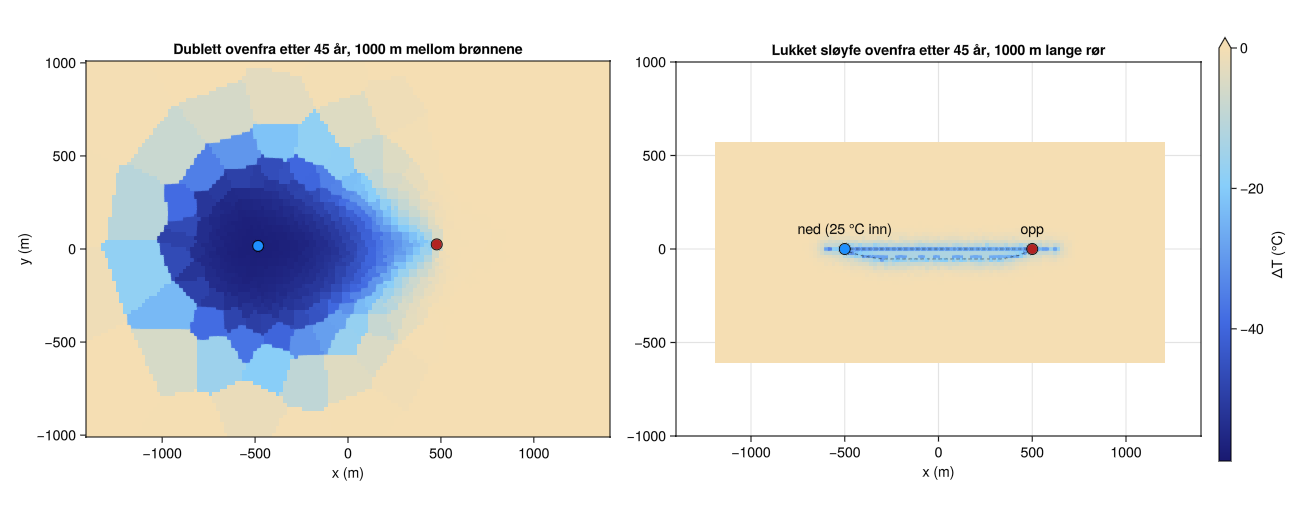 Dublett ovenfra etter 45 år, 1000 m mellom brønnene
1000
500
0
−500
−1000
y (m)
−1000
−500
0
500
1000
x (m)
Lukket sløyfe ovenfra etter 45 år, 1000 m lange rør
1000
500
0
−500
−1000
ned (25 °C inn)
opp
−1000
−500
0
500
1000
x (m)
0
−20
−40
ΔT (°C)